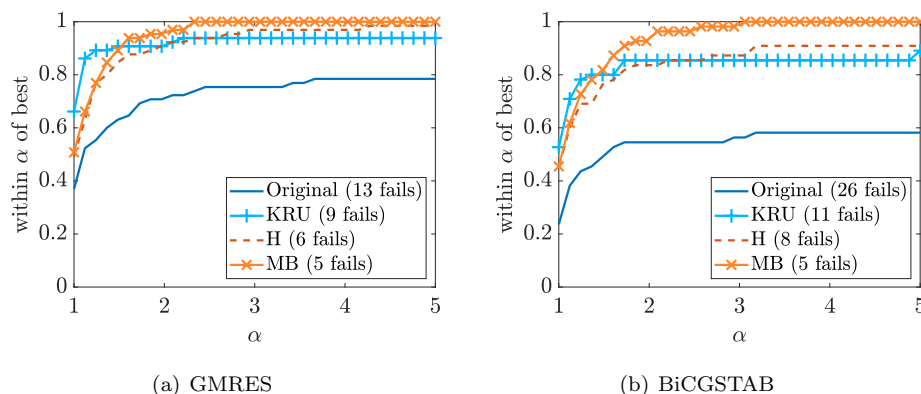 1
0.8
0.6
0.4
0.2
0
within α of best
1 2 3 4 5
α
Original (13 fails)
KRU (9 fails)
H (6 fails)
MB (5 fails)
(a) GMRES
1
0.8
0.6
0.4
0.2
0
within α of best
1 2 3 4 5
α
Original (26 fails)
KRU (11 fails)
H (8 fails)
MB (5 fails)
(b) BiCGSTAB